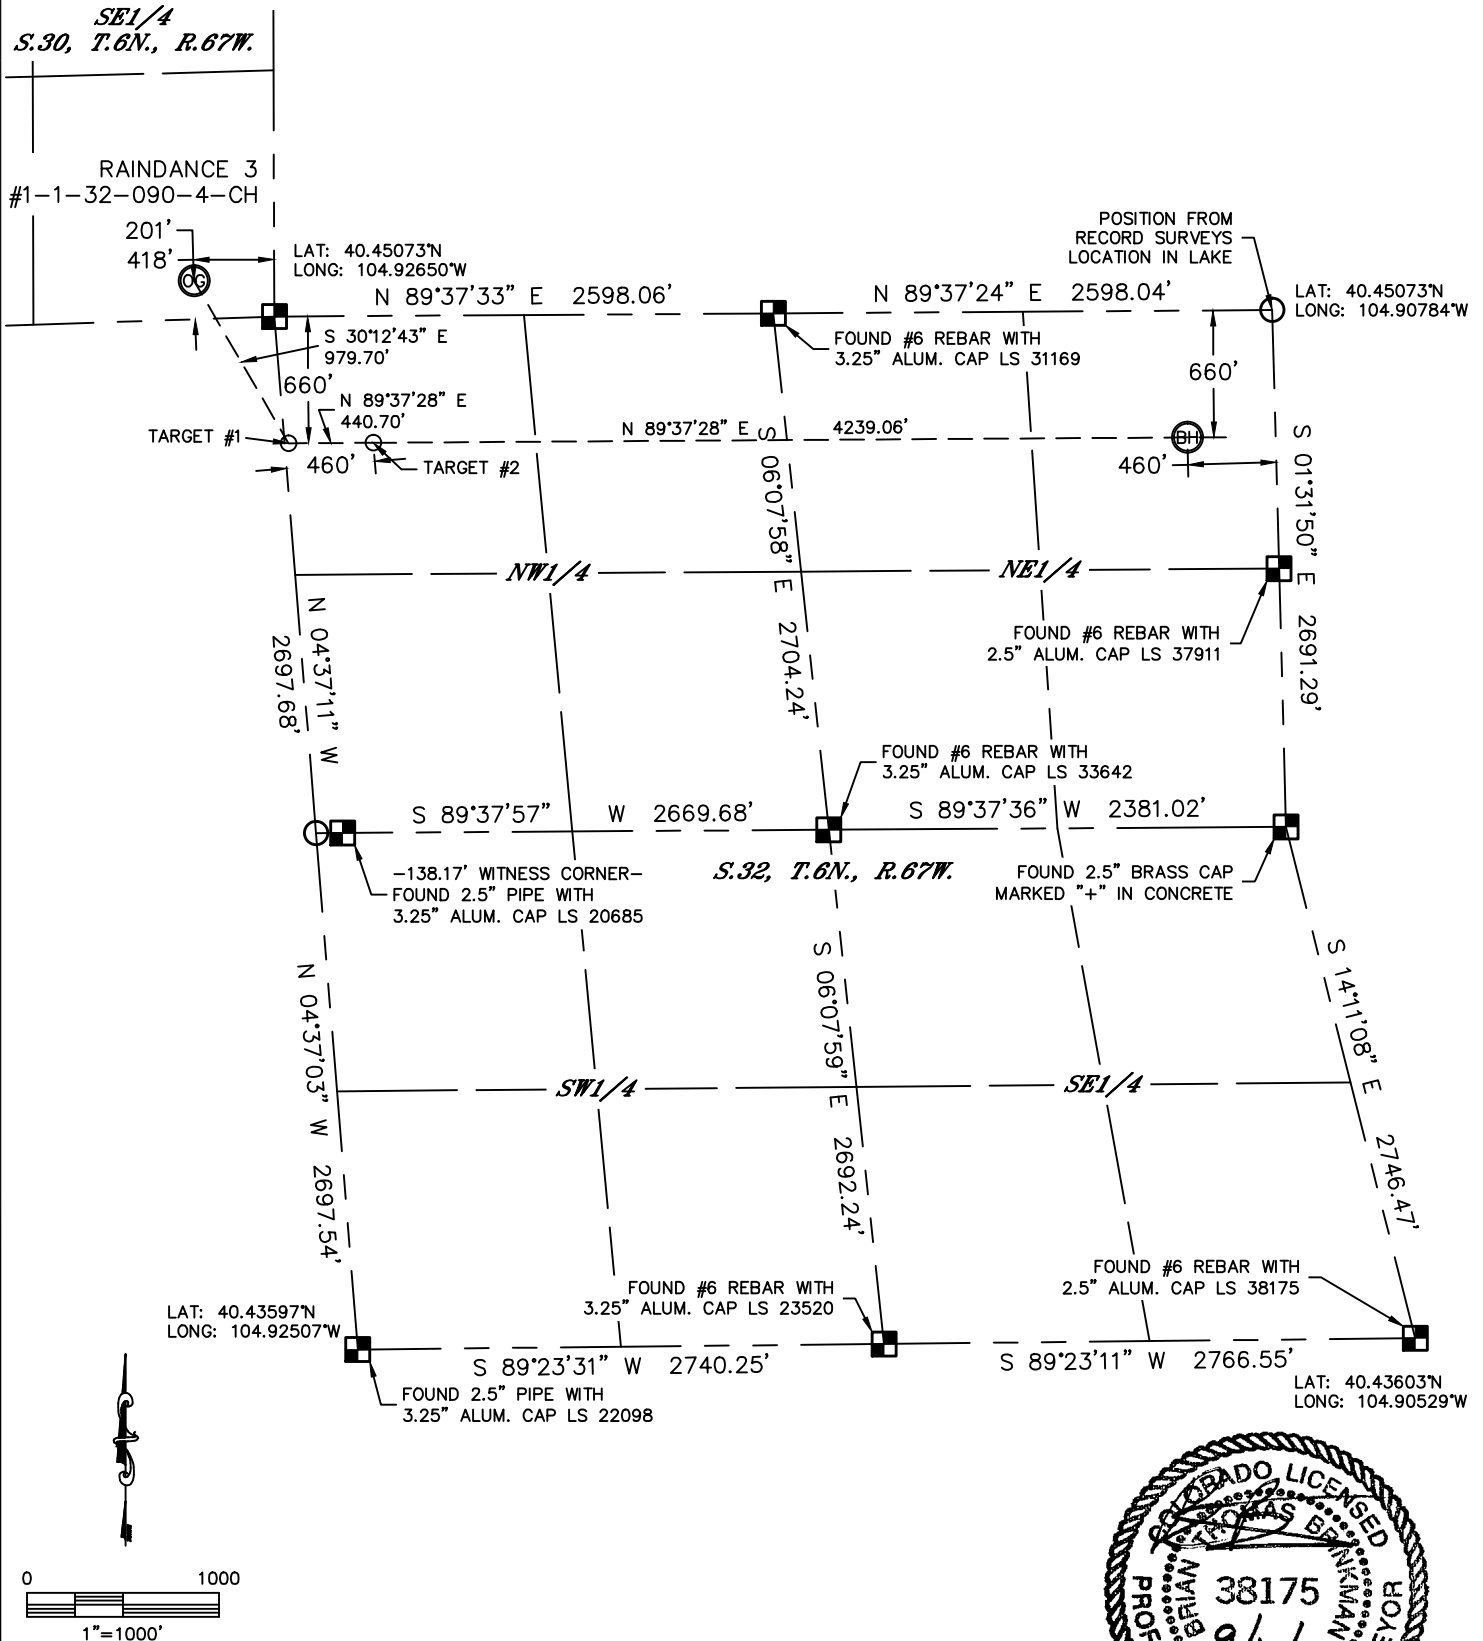 SE1/4
S.30, T.6N., R.67W.
RAINDANCE 3
#1-1-32-090-4-CH
201'
418'
OG
LAT: 40.45073°N
LONG: 104.92650°W
POSITION FROM
RECORD SURVEYS
LOCATION IN LAKE
N 89°37'33" E 2598.06'
N 89°37'24" E 2598.04'
LAT: 40.45073°N
LONG: 104.90784°W
S 30°12'43" E
979.70'
FOUND #6 REBAR WITH
3.25" ALUM. CAP LS 31169
660'
660'
N 89°37'28" E
440.70'
TARGET #1
460'
TARGET #2
N 89°37'28" E 4239.06'
BH
460'
S 06°07'58" E 2704.24'
S 01°31'50" E 2691.29'
NW1/4
NE1/4
FOUND #6 REBAR WITH
2.5" ALUM. CAP LS 37911
N 04°37'11" W
2697.68'
FOUND #6 REBAR WITH
3.25" ALUM. CAP LS 33642
S 89°37'57" W 2669.68'
S 89°37'36" W 2381.02'
-138.17' WITNESS CORNER-
FOUND 2.5" PIPE WITH
3.25" ALUM. CAP LS 20685
S.32, T.6N., R.67W.
FOUND 2.5" BRASS CAP
MARKED "+" IN CONCRETE
N 04°37'03" W 2697.54'
S 06°07'59" E 2692.24'
S 14°11'08" E 2746.47'
SW1/4
SE1/4
FOUND #6 REBAR WITH
3.25" ALUM. CAP LS 23520
FOUND #6 REBAR WITH
2.5" ALUM. CAP LS 38175
LAT: 40.43597°N
LONG: 104.92507°W
S 89°23'31" W 2740.25'
S 89°23'11" W 2766.55'
FOUND 2.5" PIPE WITH
3.25" ALUM. CAP LS 22098
LAT: 40.43603°N
LONG: 104.90529°W
0 1000
1"=1000'
COLORADO LICENSED
BRIAN THOMAS BRINKMAN
38175